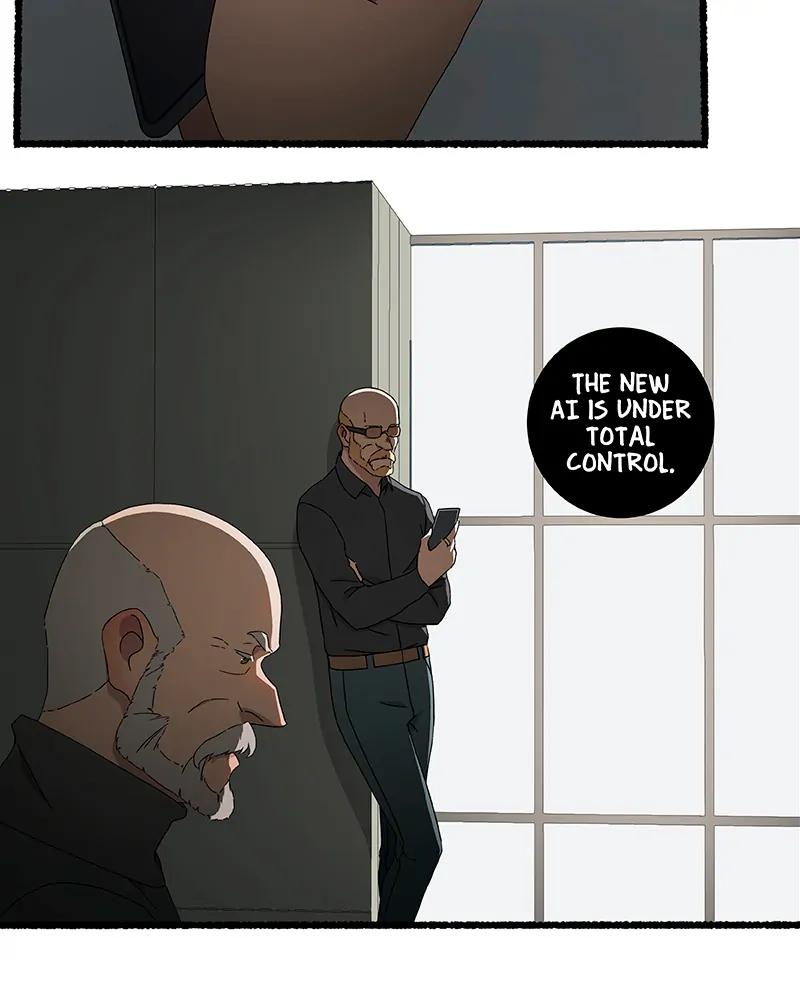 THE NEW
AI IS UNDER
TOTAL
CONTROL.